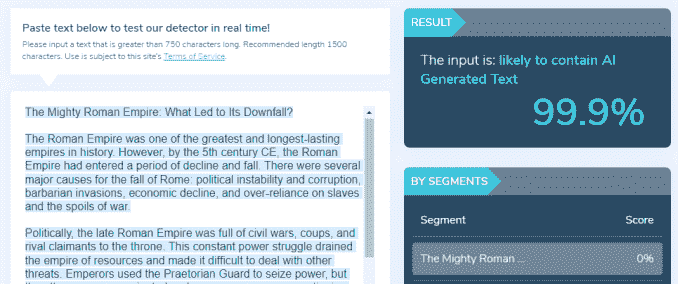 Paste text below to test our detector in real time!
Please input a text that is greater than 750 characters long. Recommended length 1500
characters. Use is subject to this site's Terms of Service.
The Mighty Roman Empire: What Led to Its Downfall?
The Roman Empire was one of the greatest and longest-lasting
empires in history. However, by the 5th century CE, the Roman
Empire had entered a period of decline and fall. There were several
major causes for the fall of Rome: political instability and corruption,
barbarian invasions, economic decline, and over-reliance on slaves
and the spoils of war.
Politically, the late Roman Empire was full of civil wars, coups, and
rival claimants to the throne. This constant power struggle drained
the empire of resources and made it difficult to deal with other
threats. Emperors used the Praetorian Guard to seize power, but
RESULT
The input is: likely to contain AI
Generated Text
99.9%
BY SEGMENTS
Segment Score
The Mighty Roman ... 0%